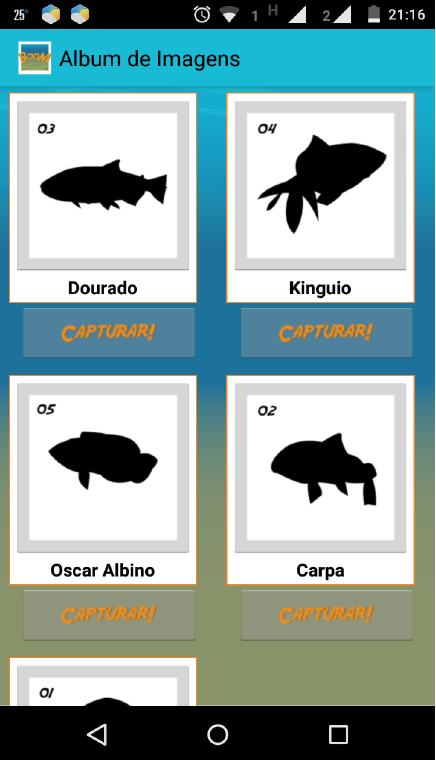 25° 1 H 2 21:16
BOOM! Album de Imagens
03 04
Dourado Kinguio
CAPTURAR! CAPTURAR!
05 02
Oscar Albino Carpa
CAPTURAR! CAPTURAR!
01